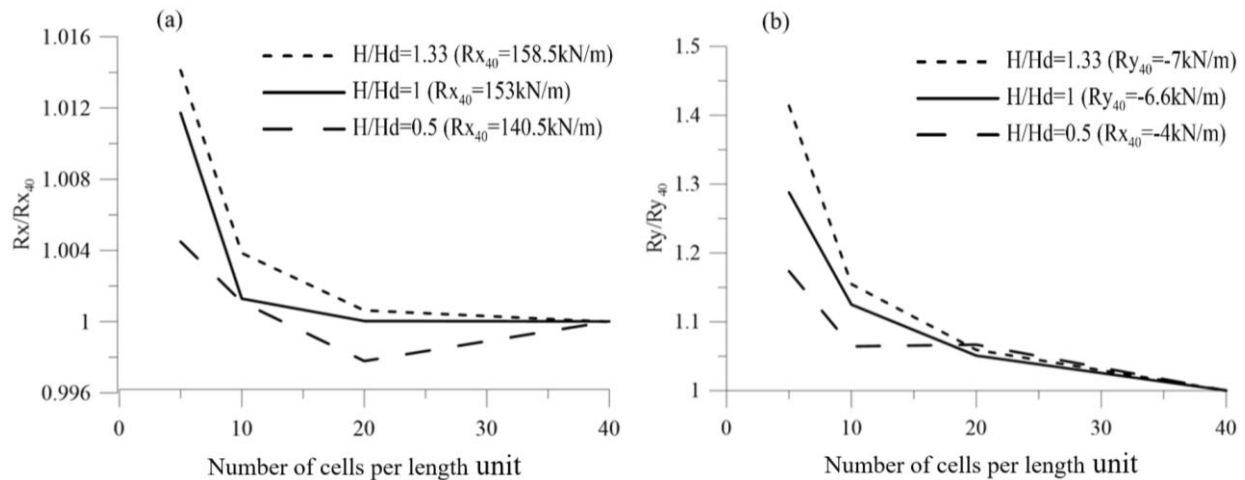 (a)
1.016
1.012
1.008
1.004
1
0.996
Rx/Rx40
H/Hd=1.33 (Rx40=158.5kN/m)
H/Hd=1 (Rx40=153kN/m)
H/Hd=0.5 (Rx40=140.5kN/m)
0 10 20 30 40
Number of cells per length unit
(b)
1.5
1.4
1.3
1.2
1.1
1
Ry/Ry40
H/Hd=1.33 (Ry40=-7kN/m)
H/Hd=1 (Ry40=-6.6kN/m)
H/Hd=0.5 (Rx40=-4kN/m)
0 10 20 30 40
Number of cells per length unit